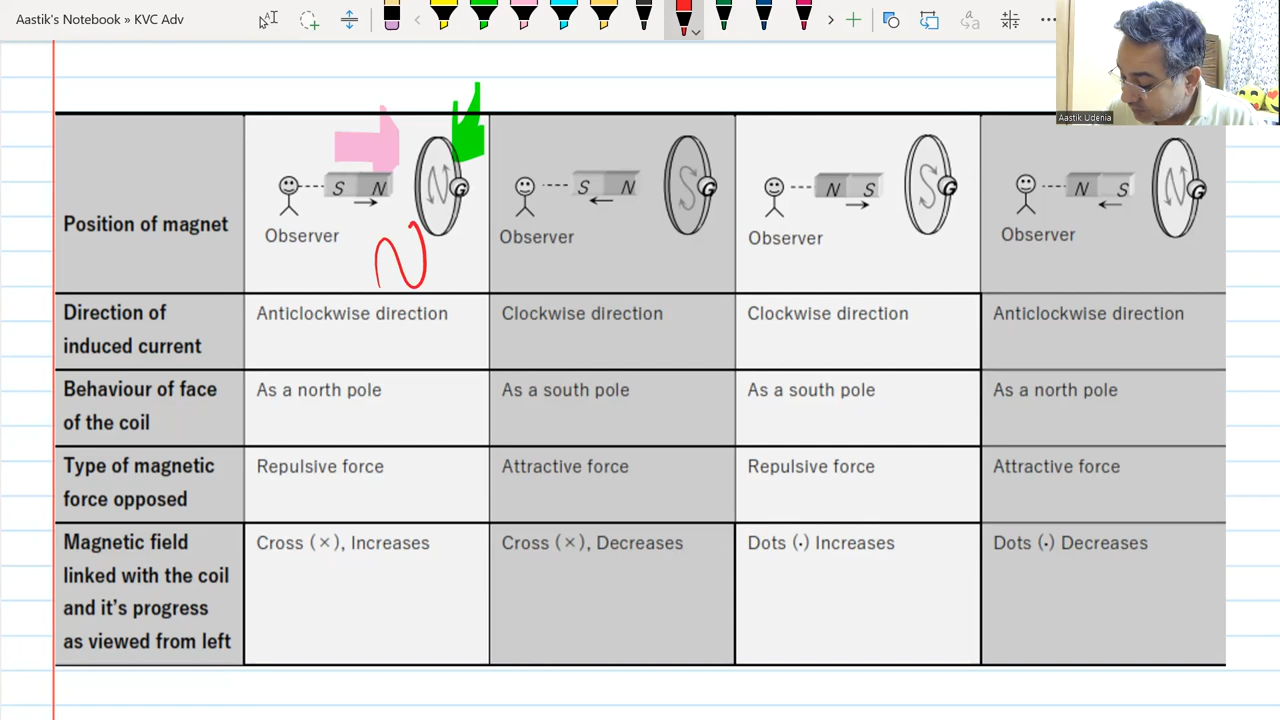 Aastik's Notebook » KVC Adv
Aastik Udenia
N
S N
G
S N
G
S
N S
G
S
N S
G
N
Observer
Observer
Observer
Observer
N
Position of magnet
Direction of
induced current
Anticlockwise direction
Clockwise direction
Clockwise direction
Anticlockwise direction
Behaviour of face
of the coil
As a north pole
As a south pole
As a south pole
As a north pole
Type of magnetic
force opposed
Repulsive force
Attractive force
Repulsive force
Attractive force
Magnetic field
linked with the coil
and it's progress
as viewed from left
Cross (×), Increases
Cross (×), Decreases
Dots (·) Increases
Dots (·) Decreases